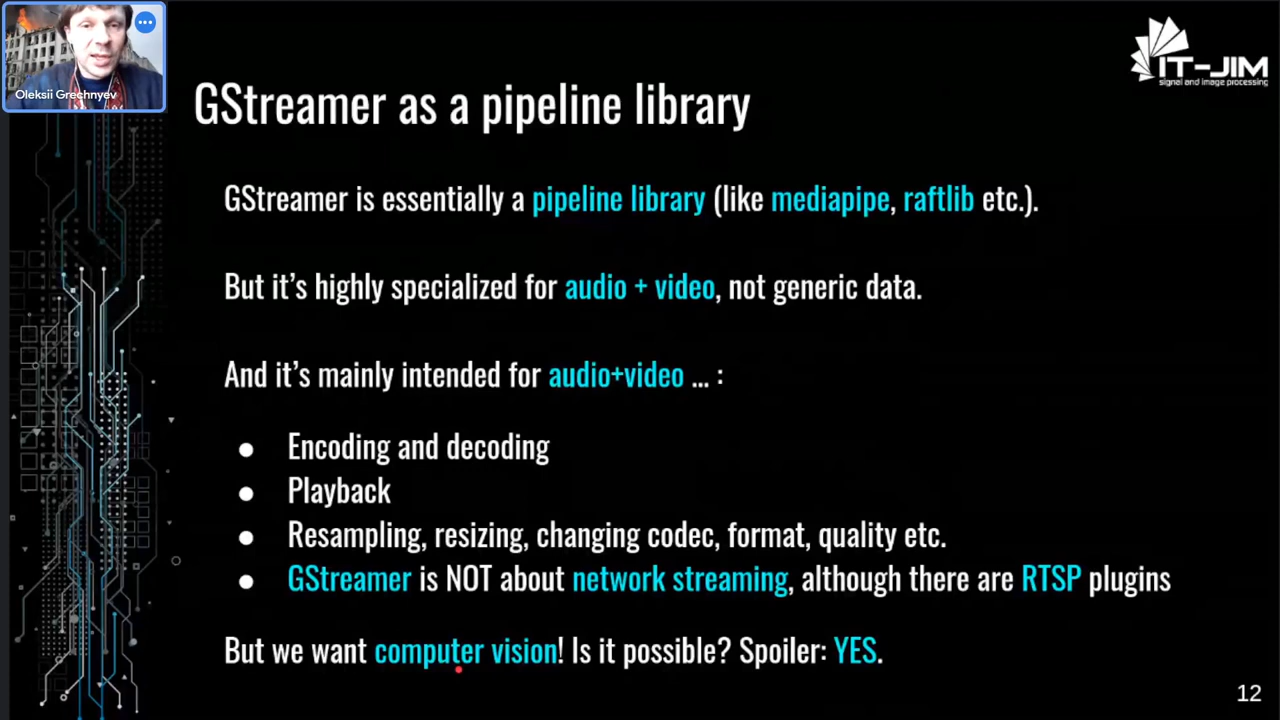 Oleksii Grechnyev
IT-JIM
signal and image processing
GStreamer as a pipeline library
GStreamer is essentially a pipeline library (like mediapipe, raftlib etc.).
But it's highly specialized for audio + video, not generic data.
And it's mainly intended for audio+video ... :
● Encoding and decoding
● Playback
● Resampling, resizing, changing codec, format, quality etc.
● GStreamer is NOT about network streaming, although there are RTSP plugins
But we want computer vision! Is it possible? Spoiler: YES.
12